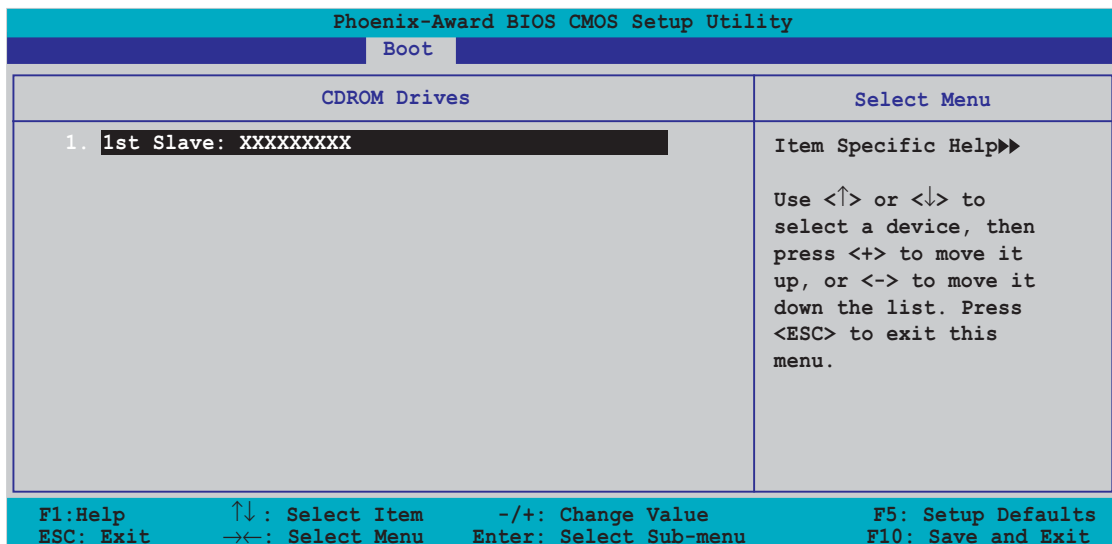 Phoenix-Award BIOS CMOS Setup Utility
Boot
CDROM Drives
Select Menu
1. 1st Slave: XXXXXXXXX
Item Specific Help▶▶
Use <↑> or <↓> to
select a device, then
press <+> to move it
up, or <-> to move it
down the list. Press
<ESC> to exit this
menu.
F1:Help ↑↓: Select Item -/+: Change Value F5: Setup Defaults
ESC: Exit →←: Select Menu Enter: Select Sub-menu F10: Save and Exit